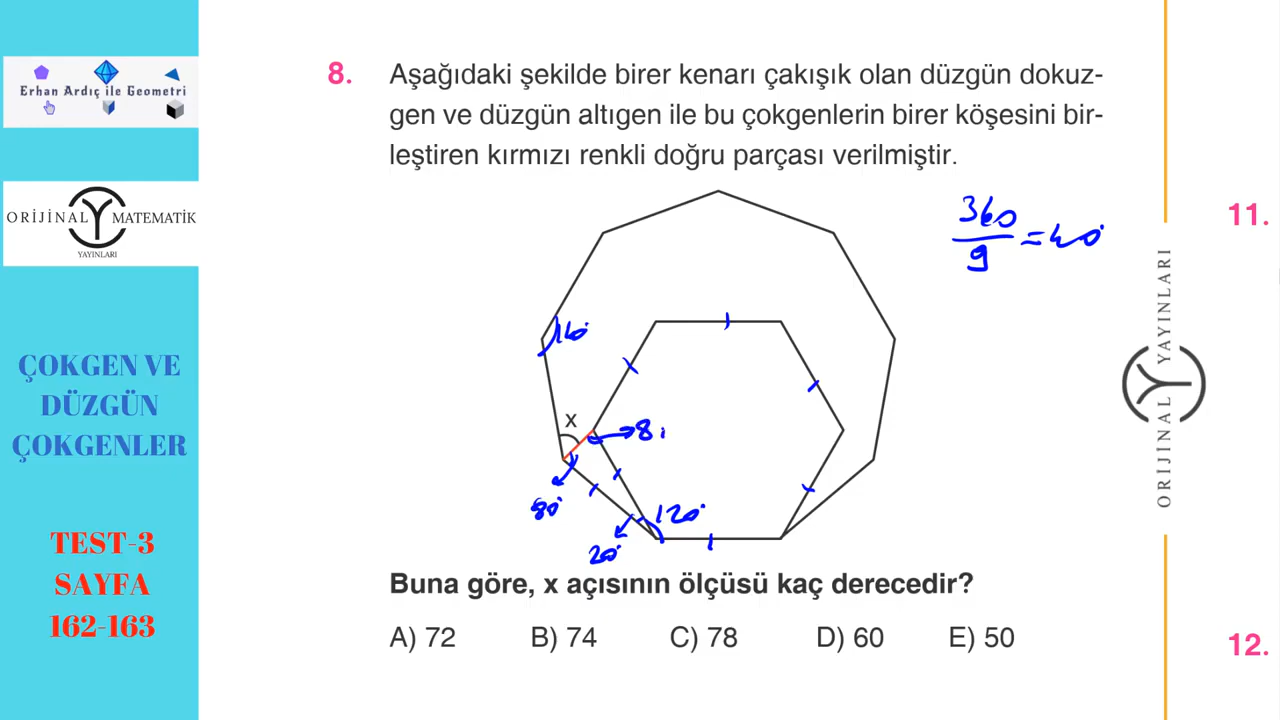 Erhan Ardıç ile Geometri
ORİJİNAL Y MATEMATİK
YAYINLARI
ÇOKGEN VE
DÜZGÜN
ÇOKGENLER
TEST-3
SAYFA
162-163
8. Aşağıdaki şekilde birer kenarı çakışık olan düzgün dokuz-
gen ve düzgün altıgen ile bu çokgenlerin birer köşesini bir-
leştiren kırmızı renkli doğru parçası verilmiştir.
360
9
=40°
x
8
80°
20°
120°
Buna göre, x açısının ölçüsü kaç derecedir?
A) 72 B) 74 C) 78 D) 60 E) 50
ORİJİNAL Y YAYINLARI
11.
12.